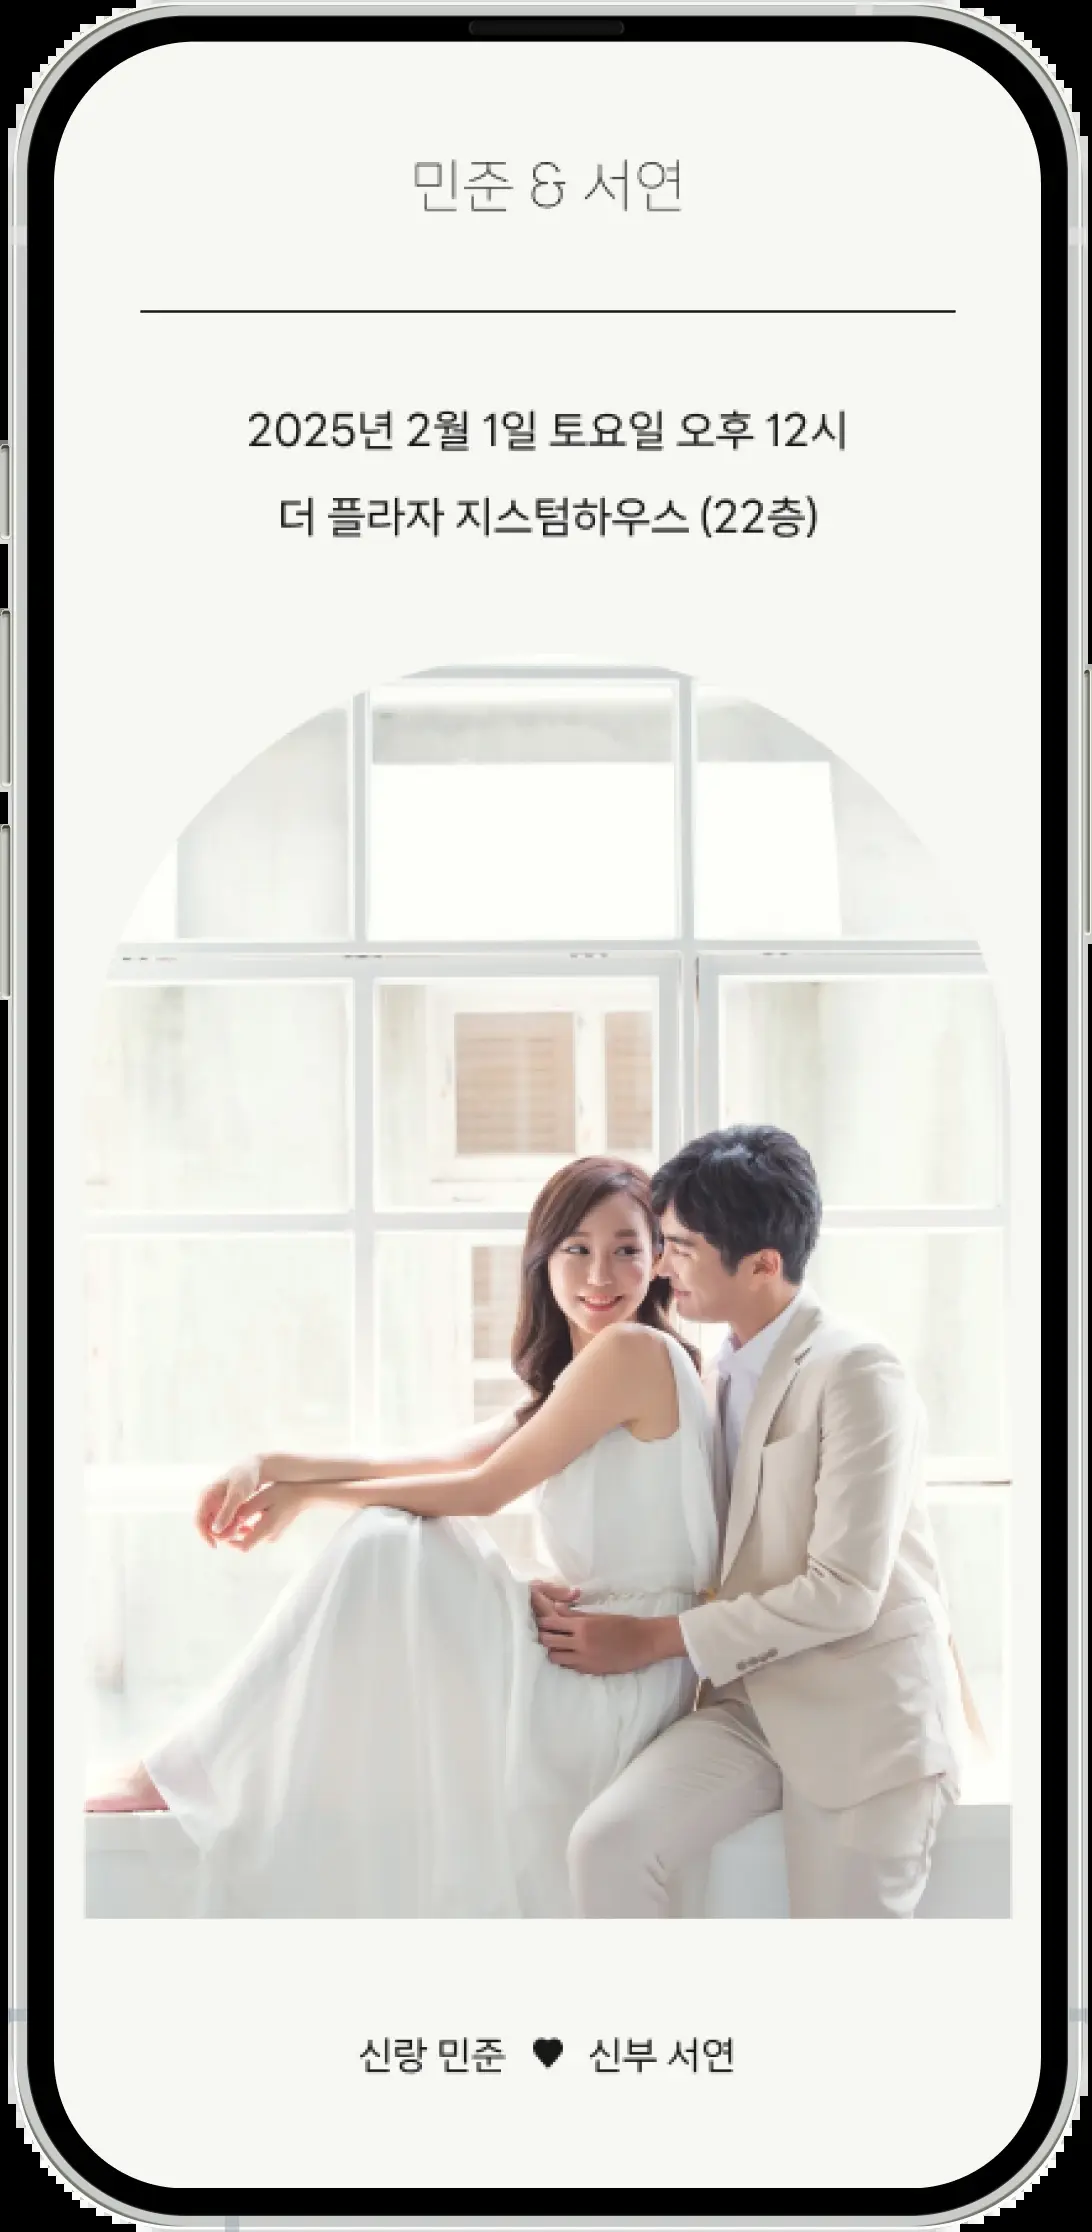 민준 & 서연
2025년 2월 1일 토요일 오후 12시
더 플라자 지스텀하우스 (22층)
신랑 민준 ♥ 신부 서연